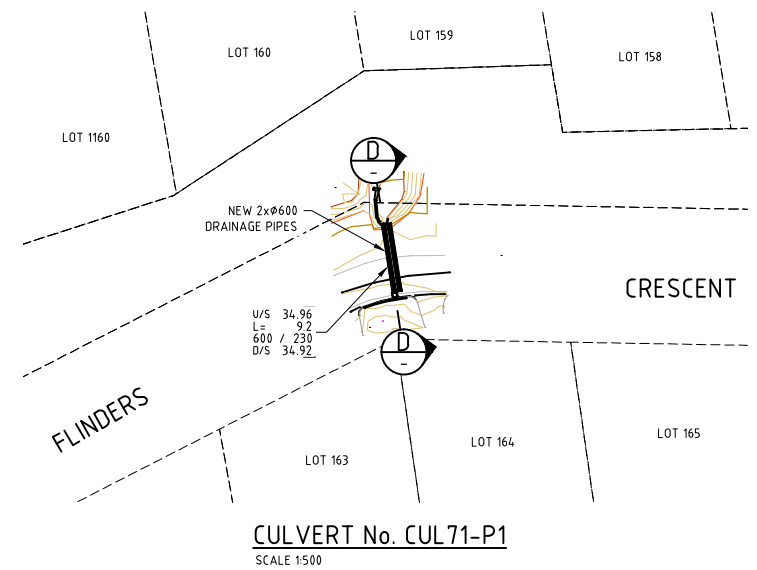 LOT 159
LOT 160
LOT 158
LOT 1160
D
-
NEW 2xø600
DRAINAGE PIPES
CRESCENT
U/S 34.96
L= 9.2
600 / 230
D/S 34.92
D
-
FLINDERS
LOT 165
LOT 164
LOT 163
CULVERT No. CUL71-P1
SCALE 1:500